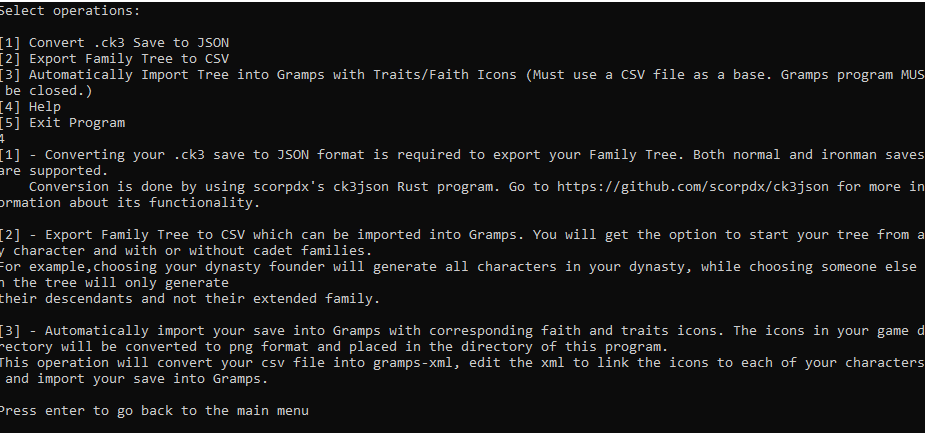 Select operations:
[1] Convert .ck3 Save to JSON
[2] Export Family Tree to CSV
[3] Automatically Import Tree into Gramps with Traits/Faith Icons (Must use a CSV file as a base. Gramps program MUS
 be closed.)
[4] Help
[5] Exit Program
4
[1] - Converting your .ck3 save to JSON format is required to export your Family Tree. Both normal and ironman saves
are supported.
    Conversion is done by using scorpdx's ck3json Rust program. Go to https://github.com/scorpdx/ck3json for more in
ormation about its functionality.
[2] - Export Family Tree to CSV which can be imported into Gramps. You will get the option to start your tree from a
y character and with or without cadet families.
For example,choosing your dynasty founder will generate all characters in your dynasty, while choosing someone else
n the tree will only generate
their descendants and not their extended family.
[3] - Automatically import your save into Gramps with corresponding faith and traits icons. The icons in your game d
rectory will be converted to png format and placed in the directory of this program.
This operation will convert your csv file into gramps-xml, edit the xml to link the icons to each of your characters
 and import your save into Gramps.
Press enter to go back to the main menu